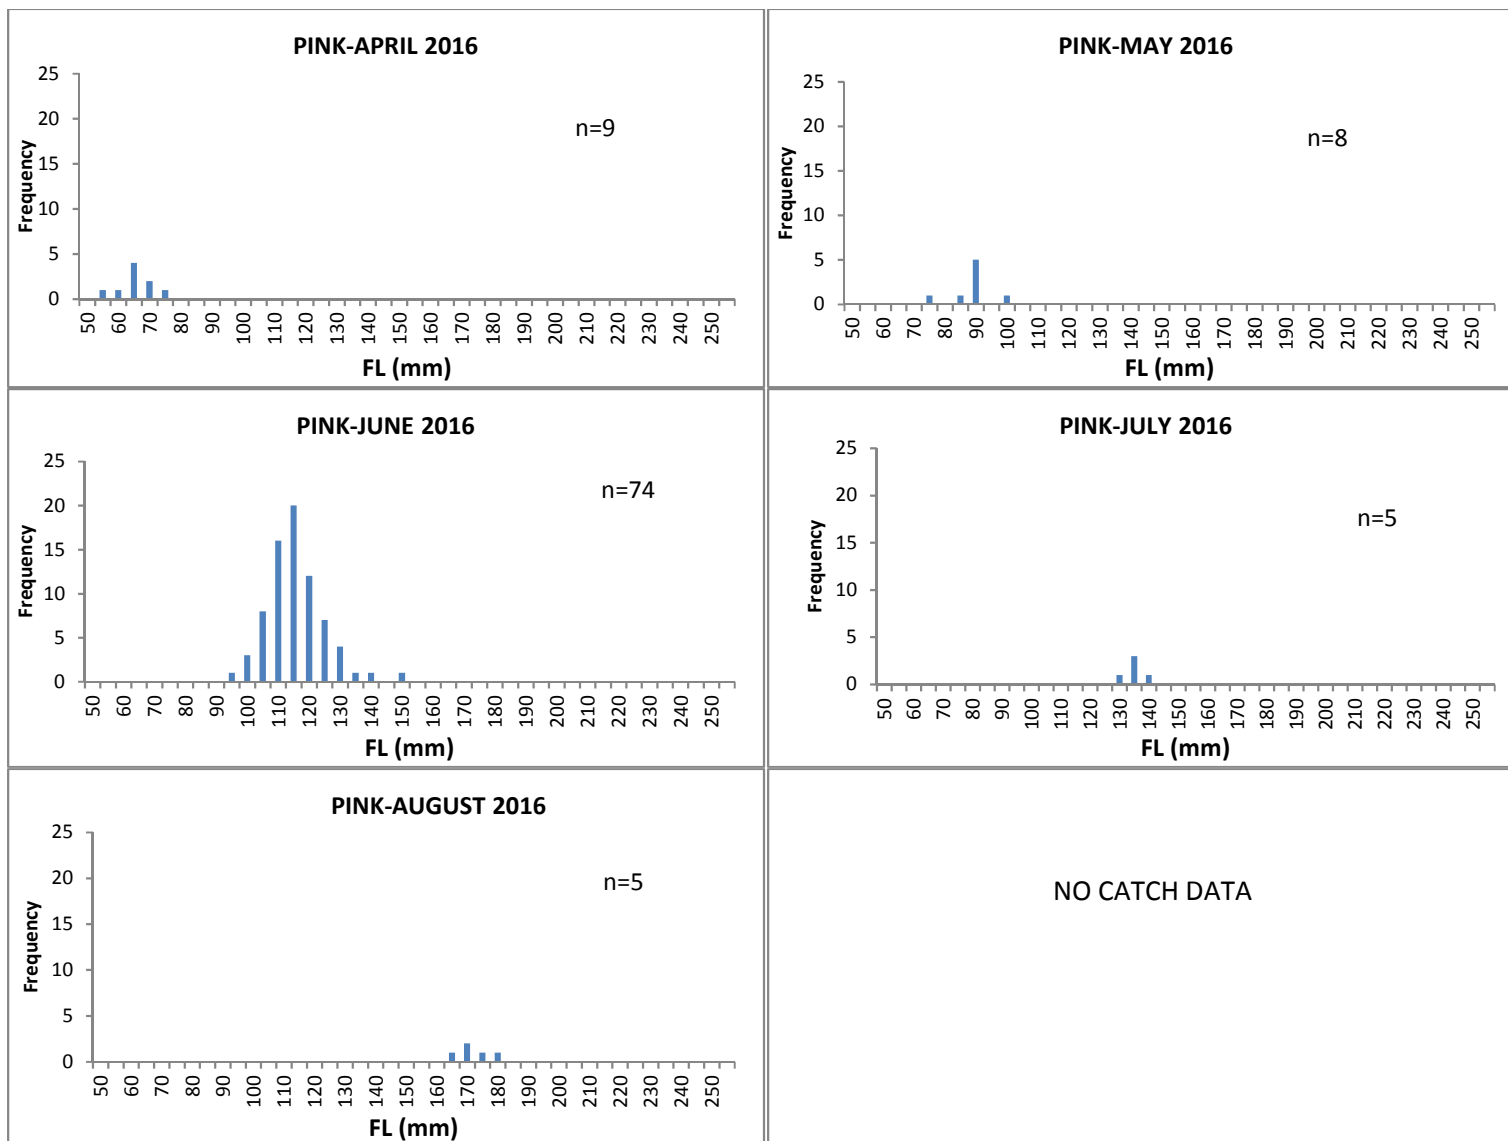 PINK-APRIL 2016
25
20
15
10
5
0
Frequency
n=9
50 60 70 80 90 100 110 120 130 140 150 160 170 180 190 200 210 220 230 240 250
FL (mm)
PINK-MAY 2016
25
20
15
10
5
0
Frequency
n=8
50 60 70 80 90 100 110 120 130 140 150 160 170 180 190 200 210 220 230 240 250
FL (mm)
PINK-JUNE 2016
25
20
15
10
5
0
Frequency
n=74
50 60 70 80 90 100 110 120 130 140 150 160 170 180 190 200 210 220 230 240 250
FL (mm)
PINK-JULY 2016
25
20
15
10
5
0
Frequency
n=5
50 60 70 80 90 100 110 120 130 140 150 160 170 180 190 200 210 220 230 240 250
FL (mm)
PINK-AUGUST 2016
25
20
15
10
5
0
Frequency
n=5
50 60 70 80 90 100 110 120 130 140 150 160 170 180 190 200 210 220 230 240 250
FL (mm)
NO CATCH DATA